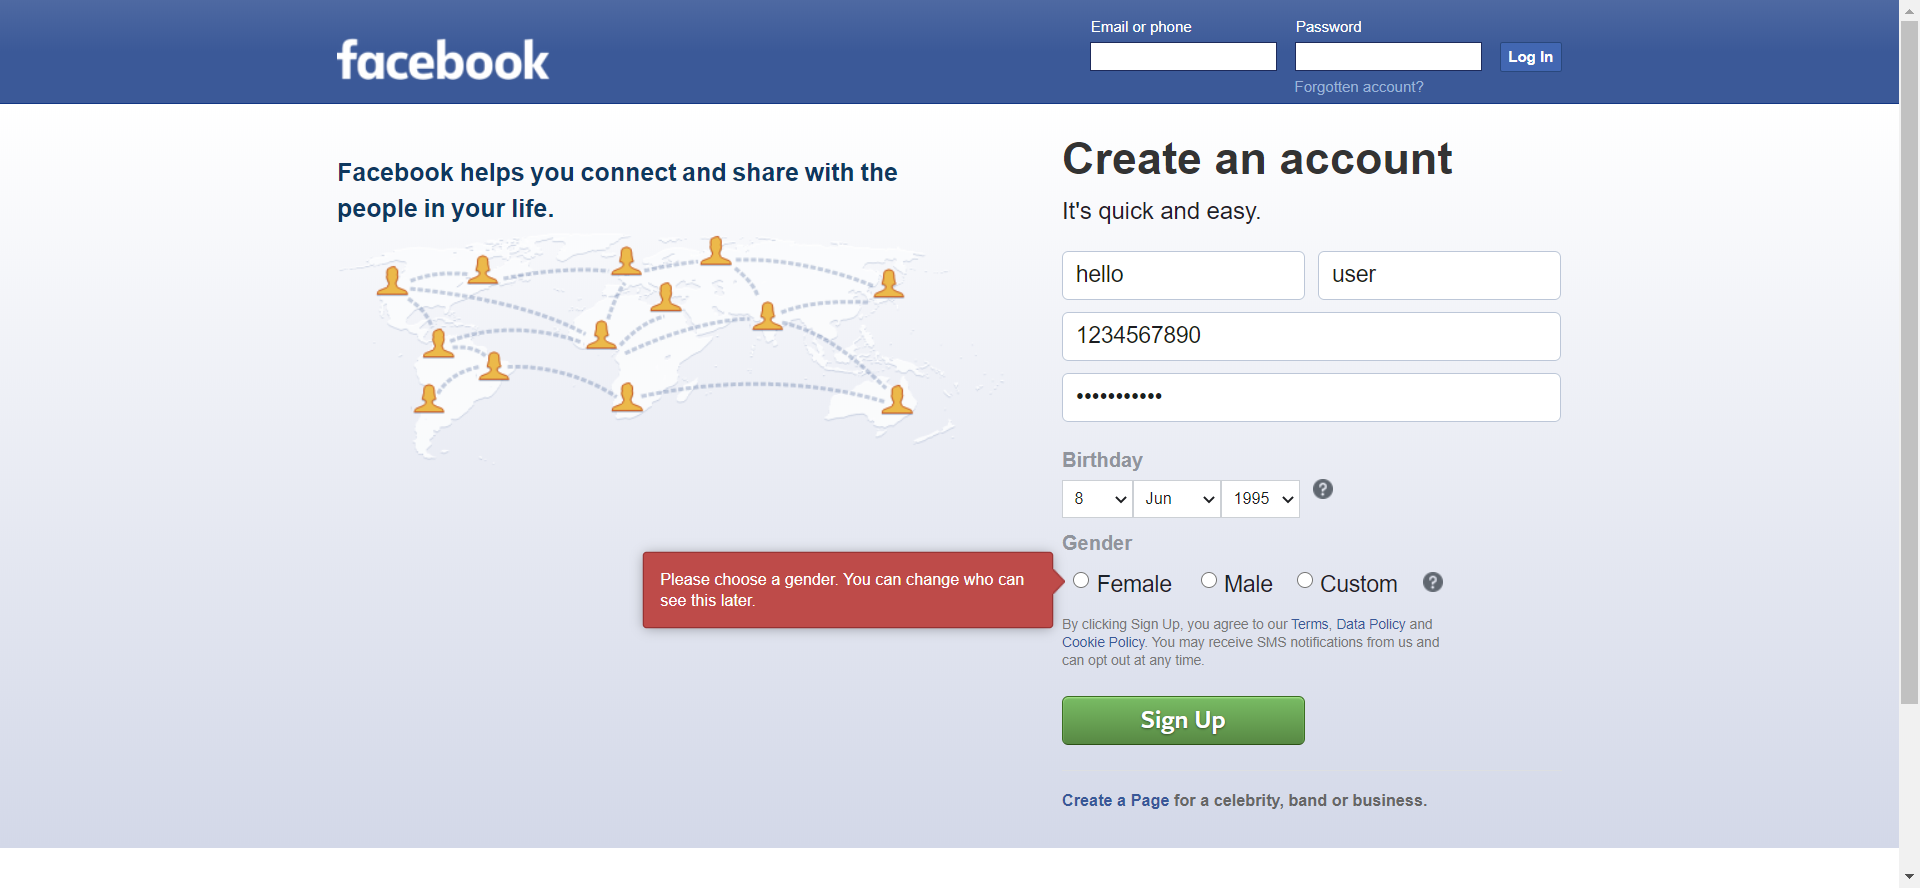 facebook
Email or phone
Password
Log In
Forgotten account?
Facebook helps you connect and share with the
people in your life.
Create an account
It's quick and easy.
hello
user
1234567890
•••••••••••
Birthday
8
Jun
1995
?
Gender
Please choose a gender. You can change who can
see this later.
Female
Male
Custom
?
By clicking Sign Up, you agree to our Terms, Data Policy and
Cookie Policy. You may receive SMS notifications from us and
can opt out at any time.
Sign Up
Create a Page for a celebrity, band or business.